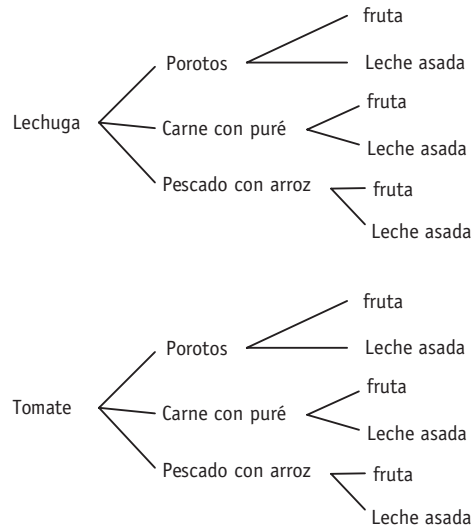 fruta
Porotos
Leche asada
fruta
Lechuga
Carne con puré
Leche asada
Pescado con arroz
fruta
Leche asada
fruta
Porotos
Leche asada
fruta
Tomate
Carne con puré
Leche asada
Pescado con arroz
fruta
Leche asada